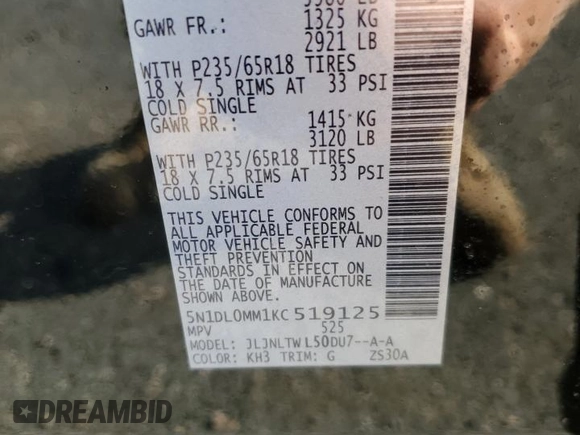 GAWR FR.: 1325 KG
2921 LB
WITH P235/65R18 TIRES
18 X 7.5 RIMS AT 33 PSI
COLD SINGLE
GAWR RR.: 1415 KG
3120 LB
WITH P235/65R18 TIRES
18 X 7.5 RIMS AT 33 PSI
COLD SINGLE
THIS VEHICLE CONFORMS TO
ALL APPLICABLE FEDERAL
MOTOR VEHICLE SAFETY AND
THEFT PREVENTION
STANDARDS IN EFFECT ON
THE DATE OF MANUFACTURE
SHOWN ABOVE.
5N1DL0MM1KC519125
MPV S25
MODEL: JLJNLTWL50DU7--A-A
COLOR: KH3 TRIM: G ZS30A
DREAMBID